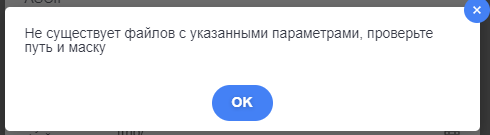 Не существует файлов с указанными параметрами, проверьте
путь и маску
OK